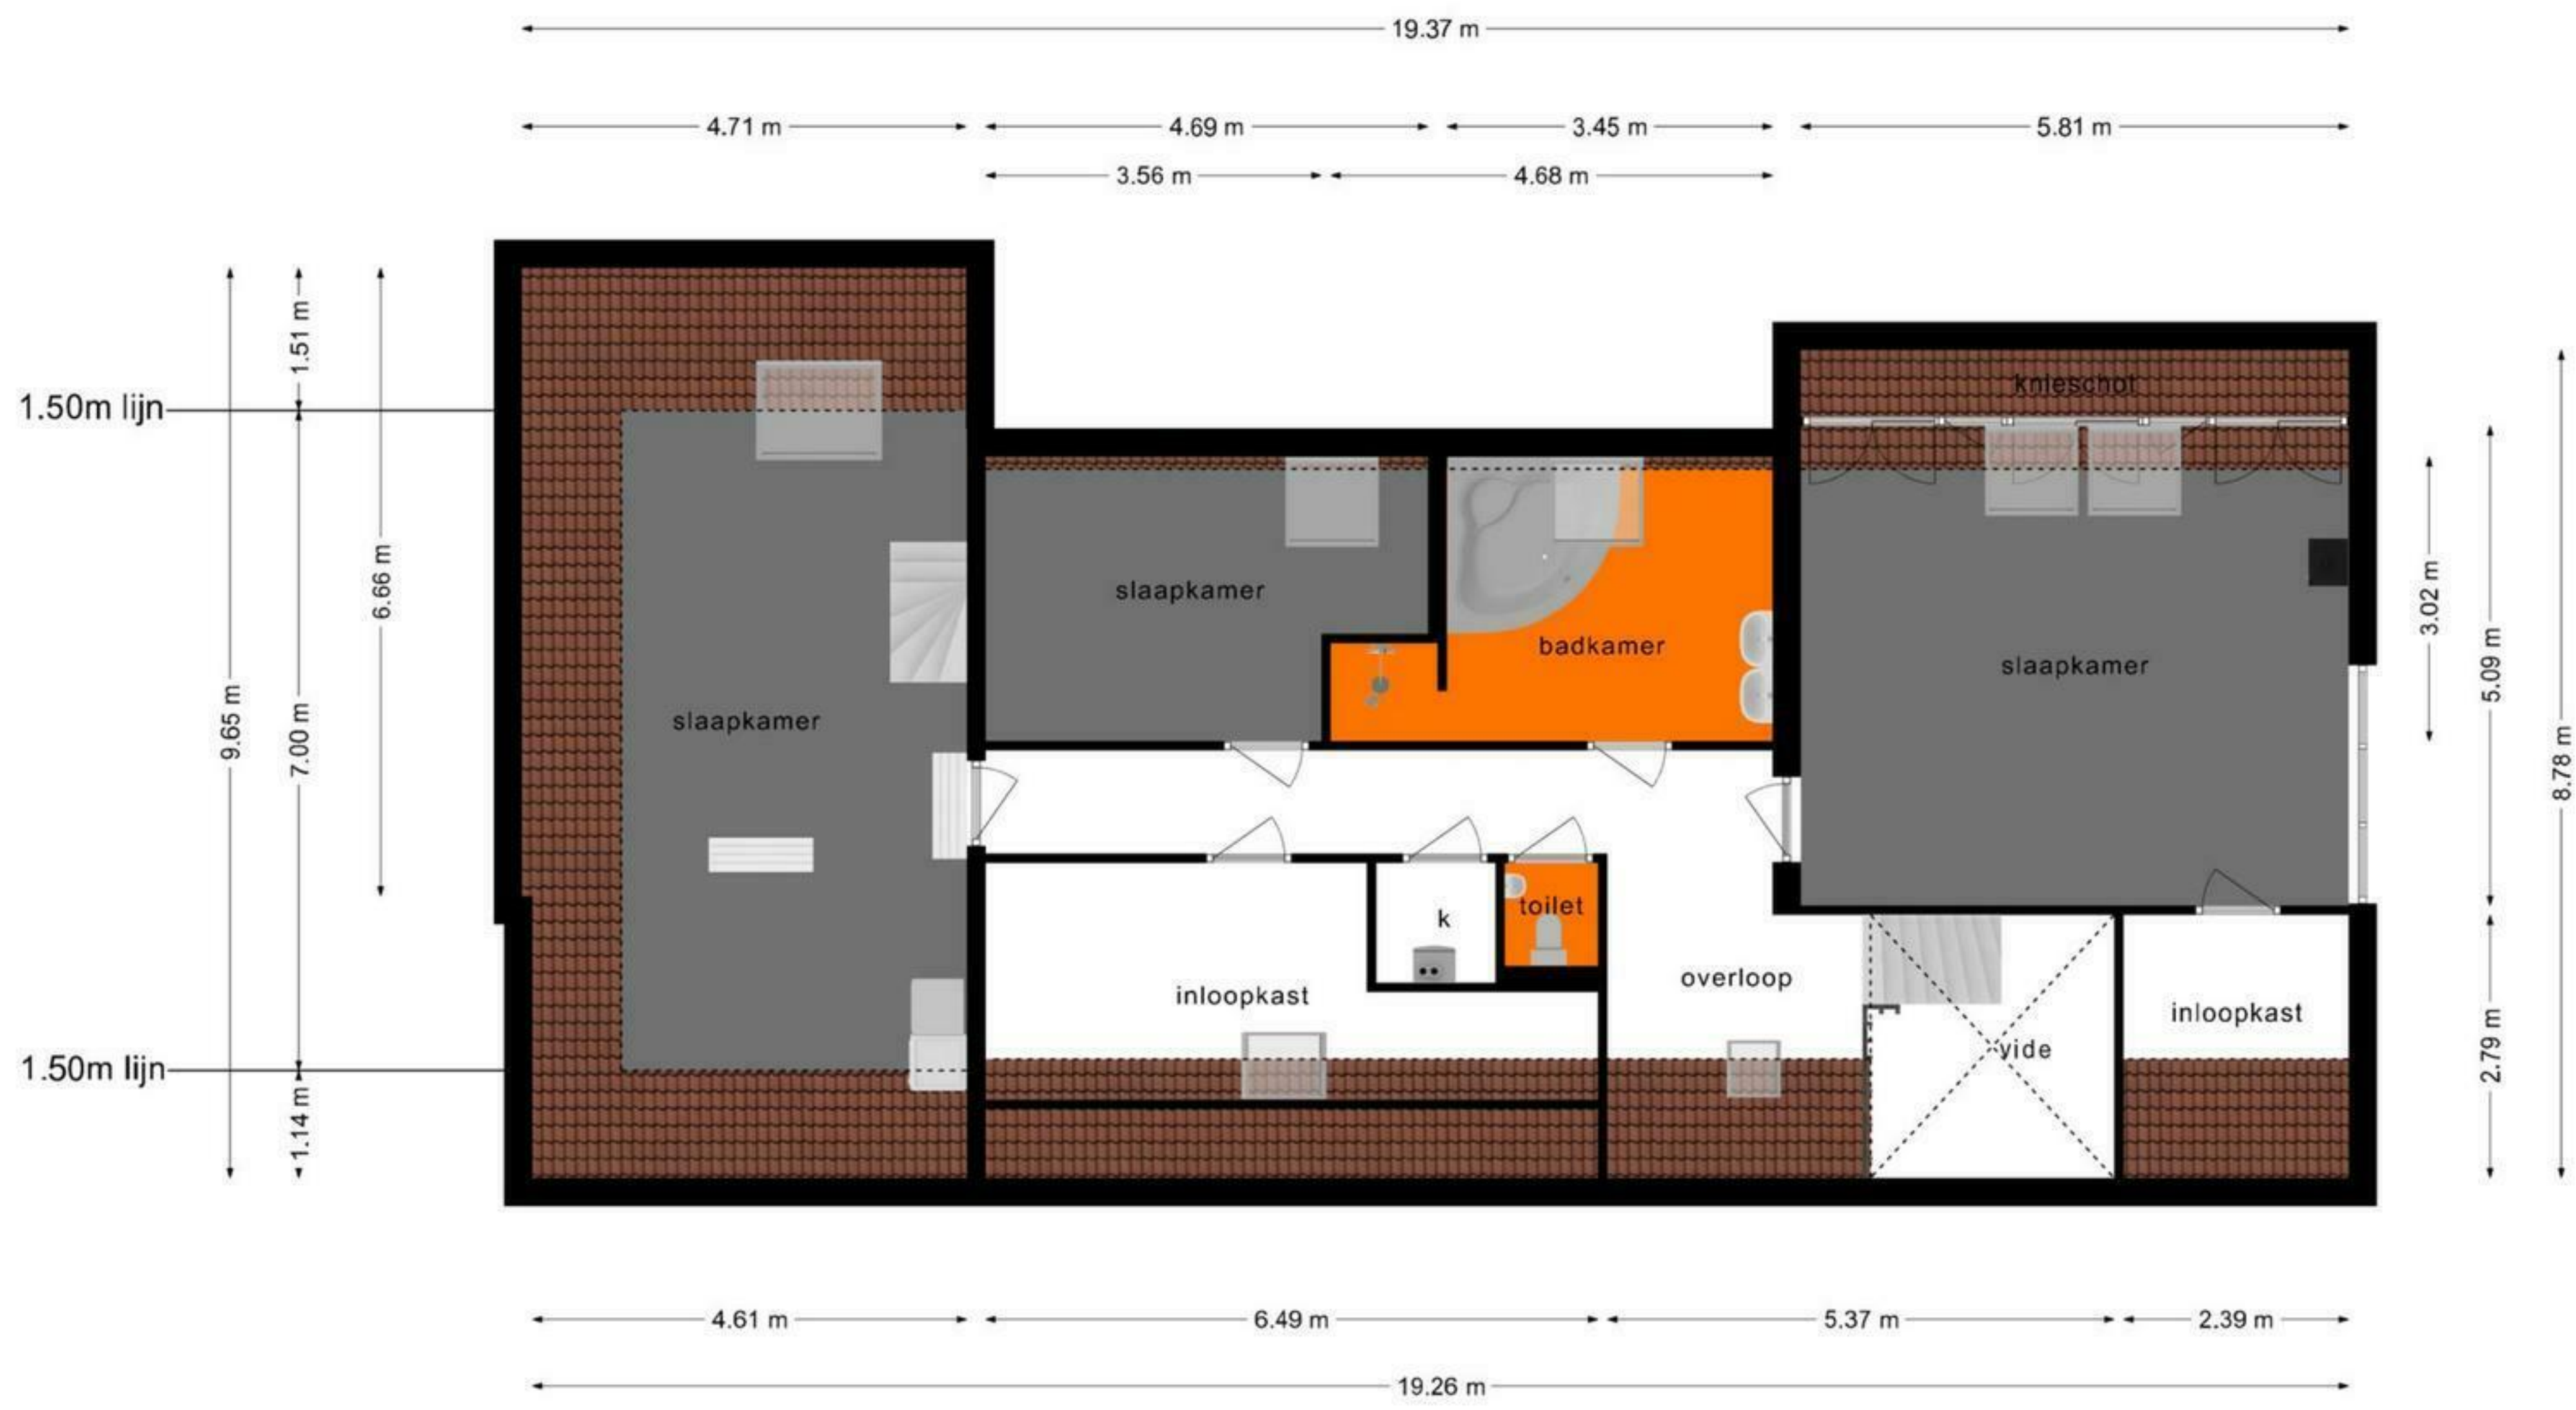 19.37 m
4.71 m
4.69 m
3.45 m
5.81 m
3.56 m
4.68 m
1.51 m
1.50m lijn
knieschot
6.66 m
slaapkamer
3.02 m
badkamer
5.09 m
slaapkamer
slaapkamer
9.65 m
7.00 m
8.78 m
k
toilet
overloop
inloopkast
inloopkast
vide
2.79 m
1.50m lijn
1.14 m
4.61 m
6.49 m
5.37 m
2.39 m
19.26 m